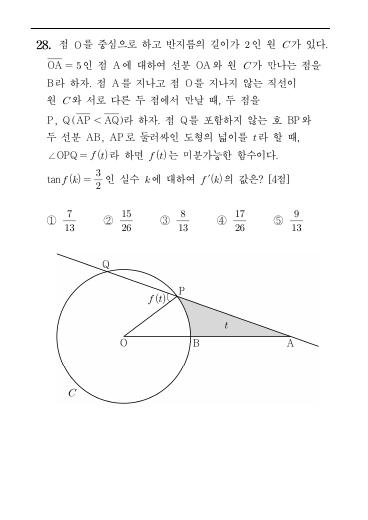 28. 점 O를 중심으로 하고 반지름의 길이가 2인 원 C가 있다.
OA=5인 점 A에 대하여 선분 OA와 원 C가 만나는 점을
B라 하자. 점 A를 지나고 점 O를 지나지 않는 직선이
원 C와 서로 다른 두 점에서 만날 때, 두 점을
P, Q(AP<AQ)라 하자. 점 Q를 포함하지 않는 호 BP와
두 선분 AB, AP로 둘러싸인 도형의 넓이를 t라 할 때,
∠OPQ=f(t)라 하면 f(t)는 미분가능한 함수이다.
tan f(k)=3/2인 실수 k에 대하여 f′(k)의 값은? [4점]
① 7/13 ② 15/26 ③ 8/13 ④ 17/26 ⑤ 9/13
Q
P
f(t)
t
O B A
C